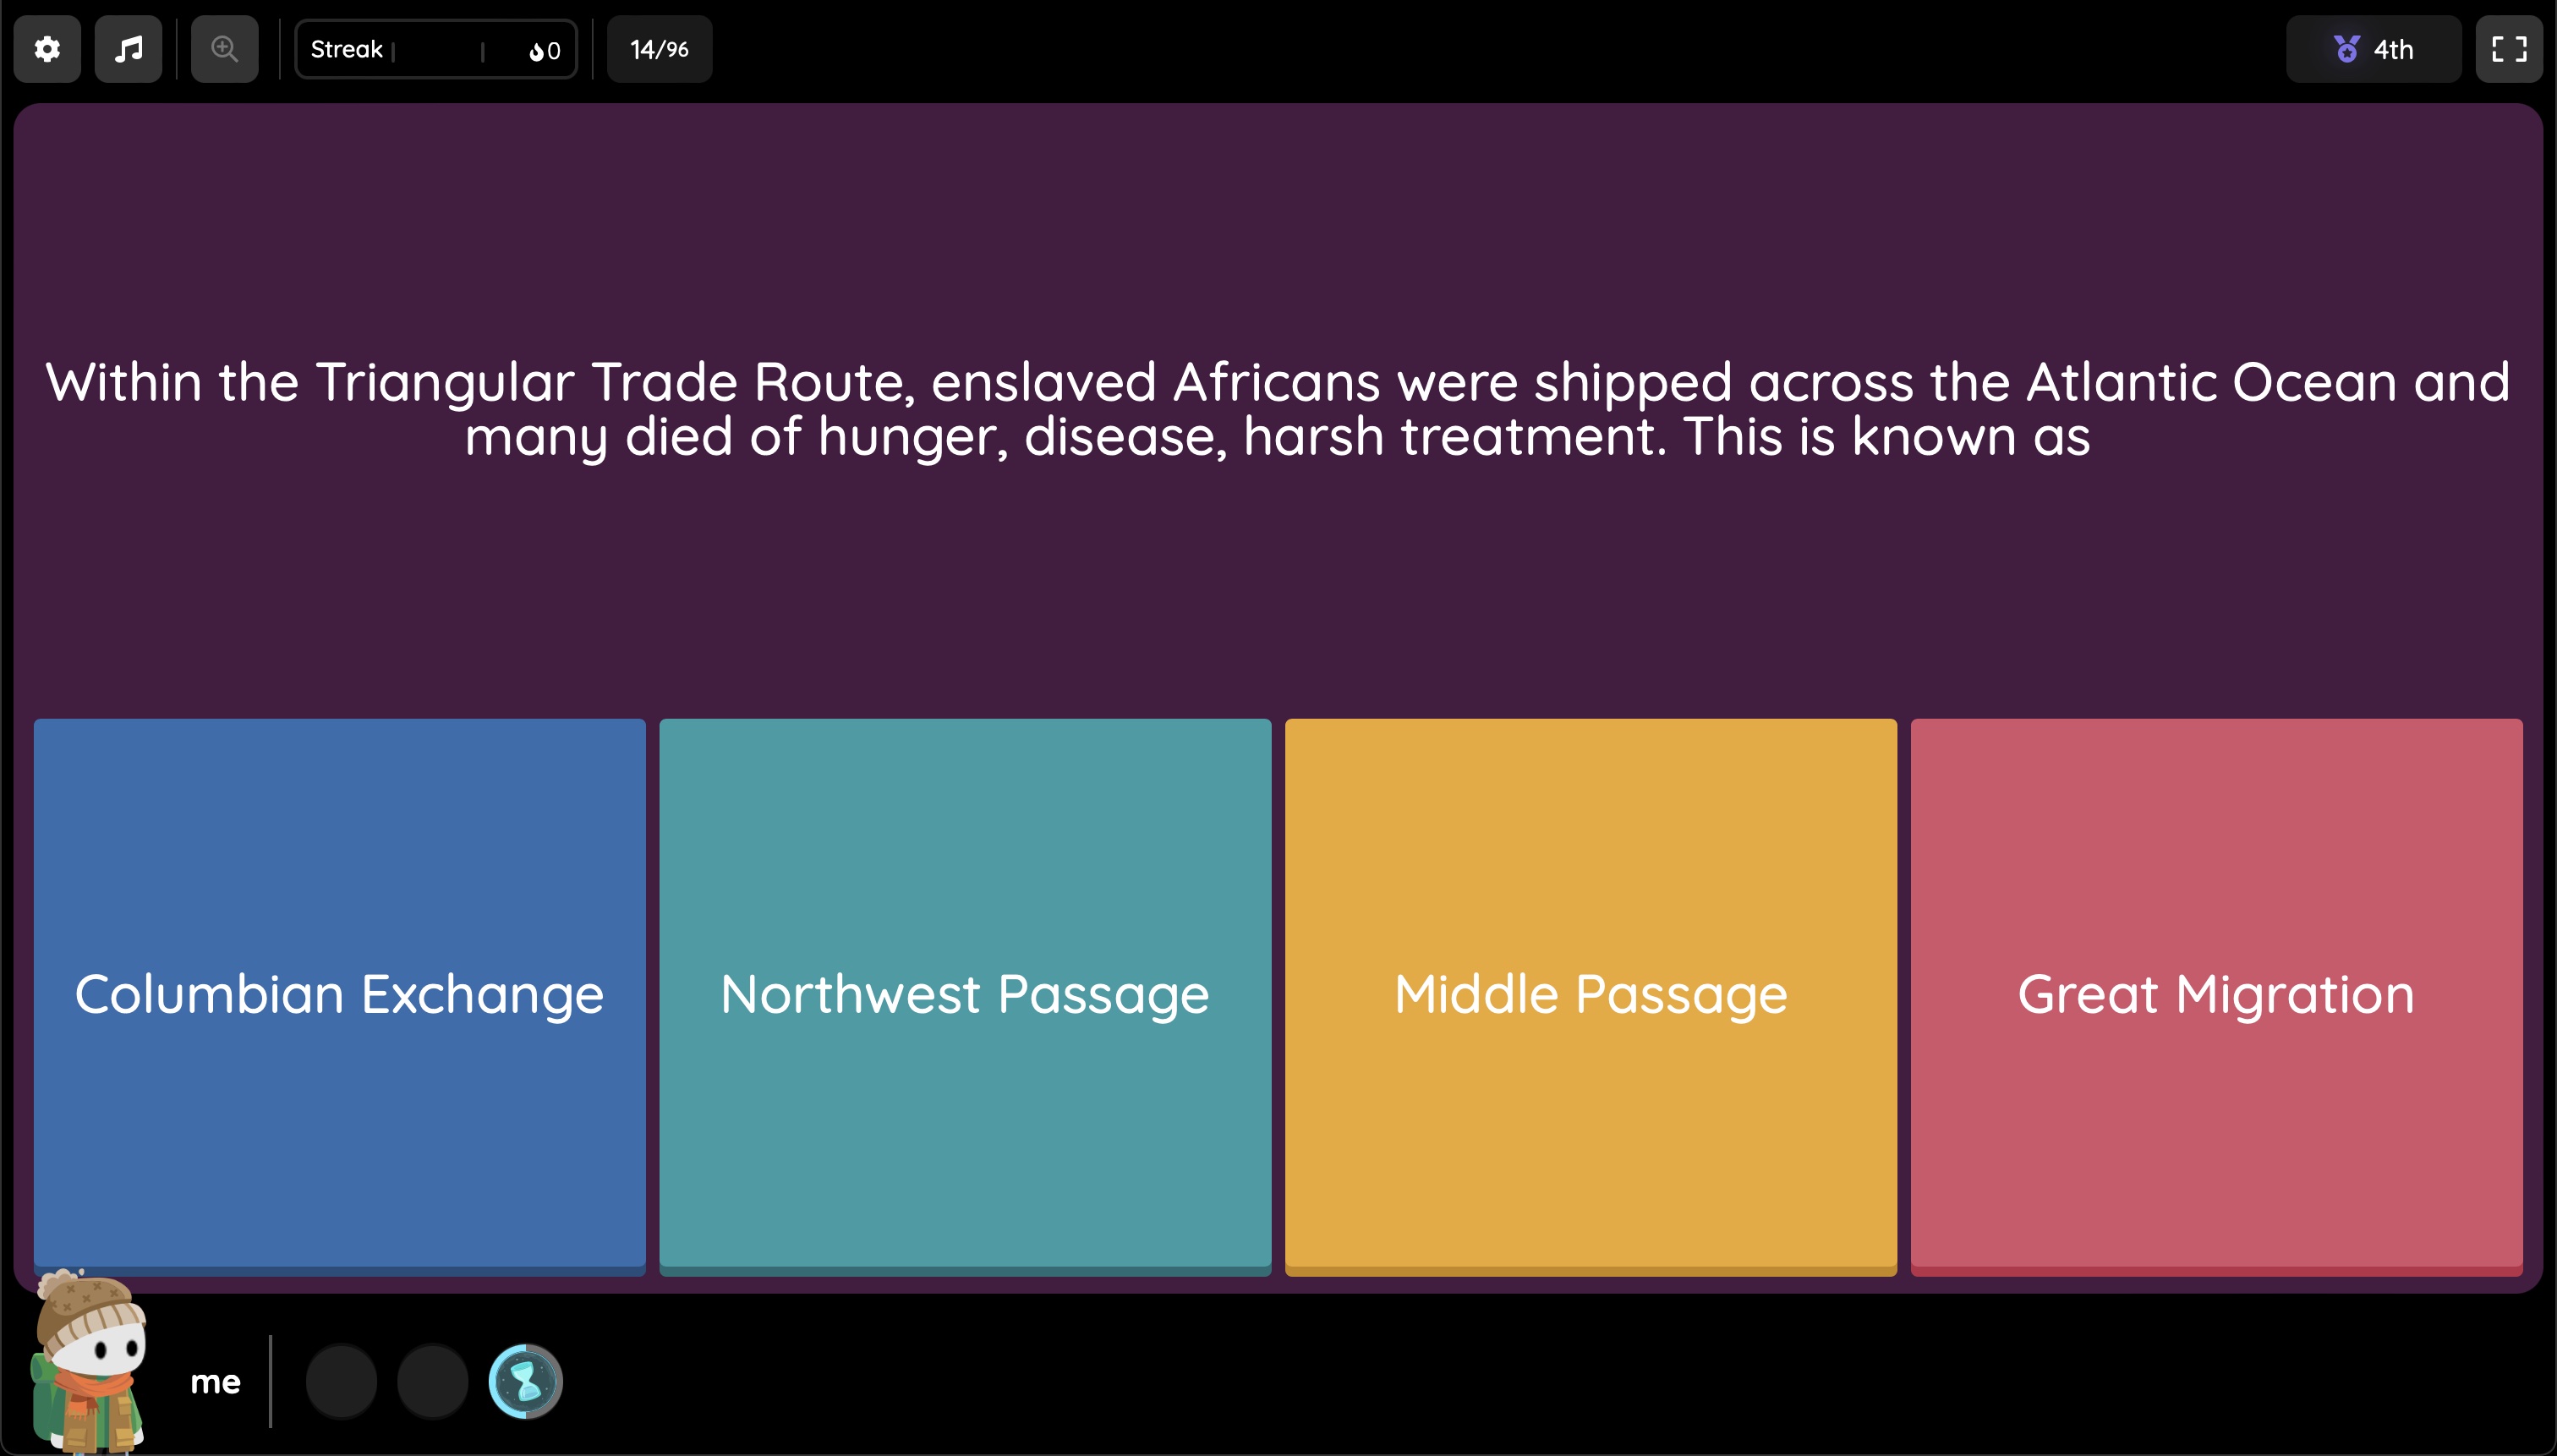 Streak 0 14/96 4th
Within the Triangular Trade Route, enslaved Africans were shipped across the Atlantic Ocean and
many died of hunger, disease, harsh treatment. This is known as
Columbian Exchange
Northwest Passage
Middle Passage
Great Migration
me